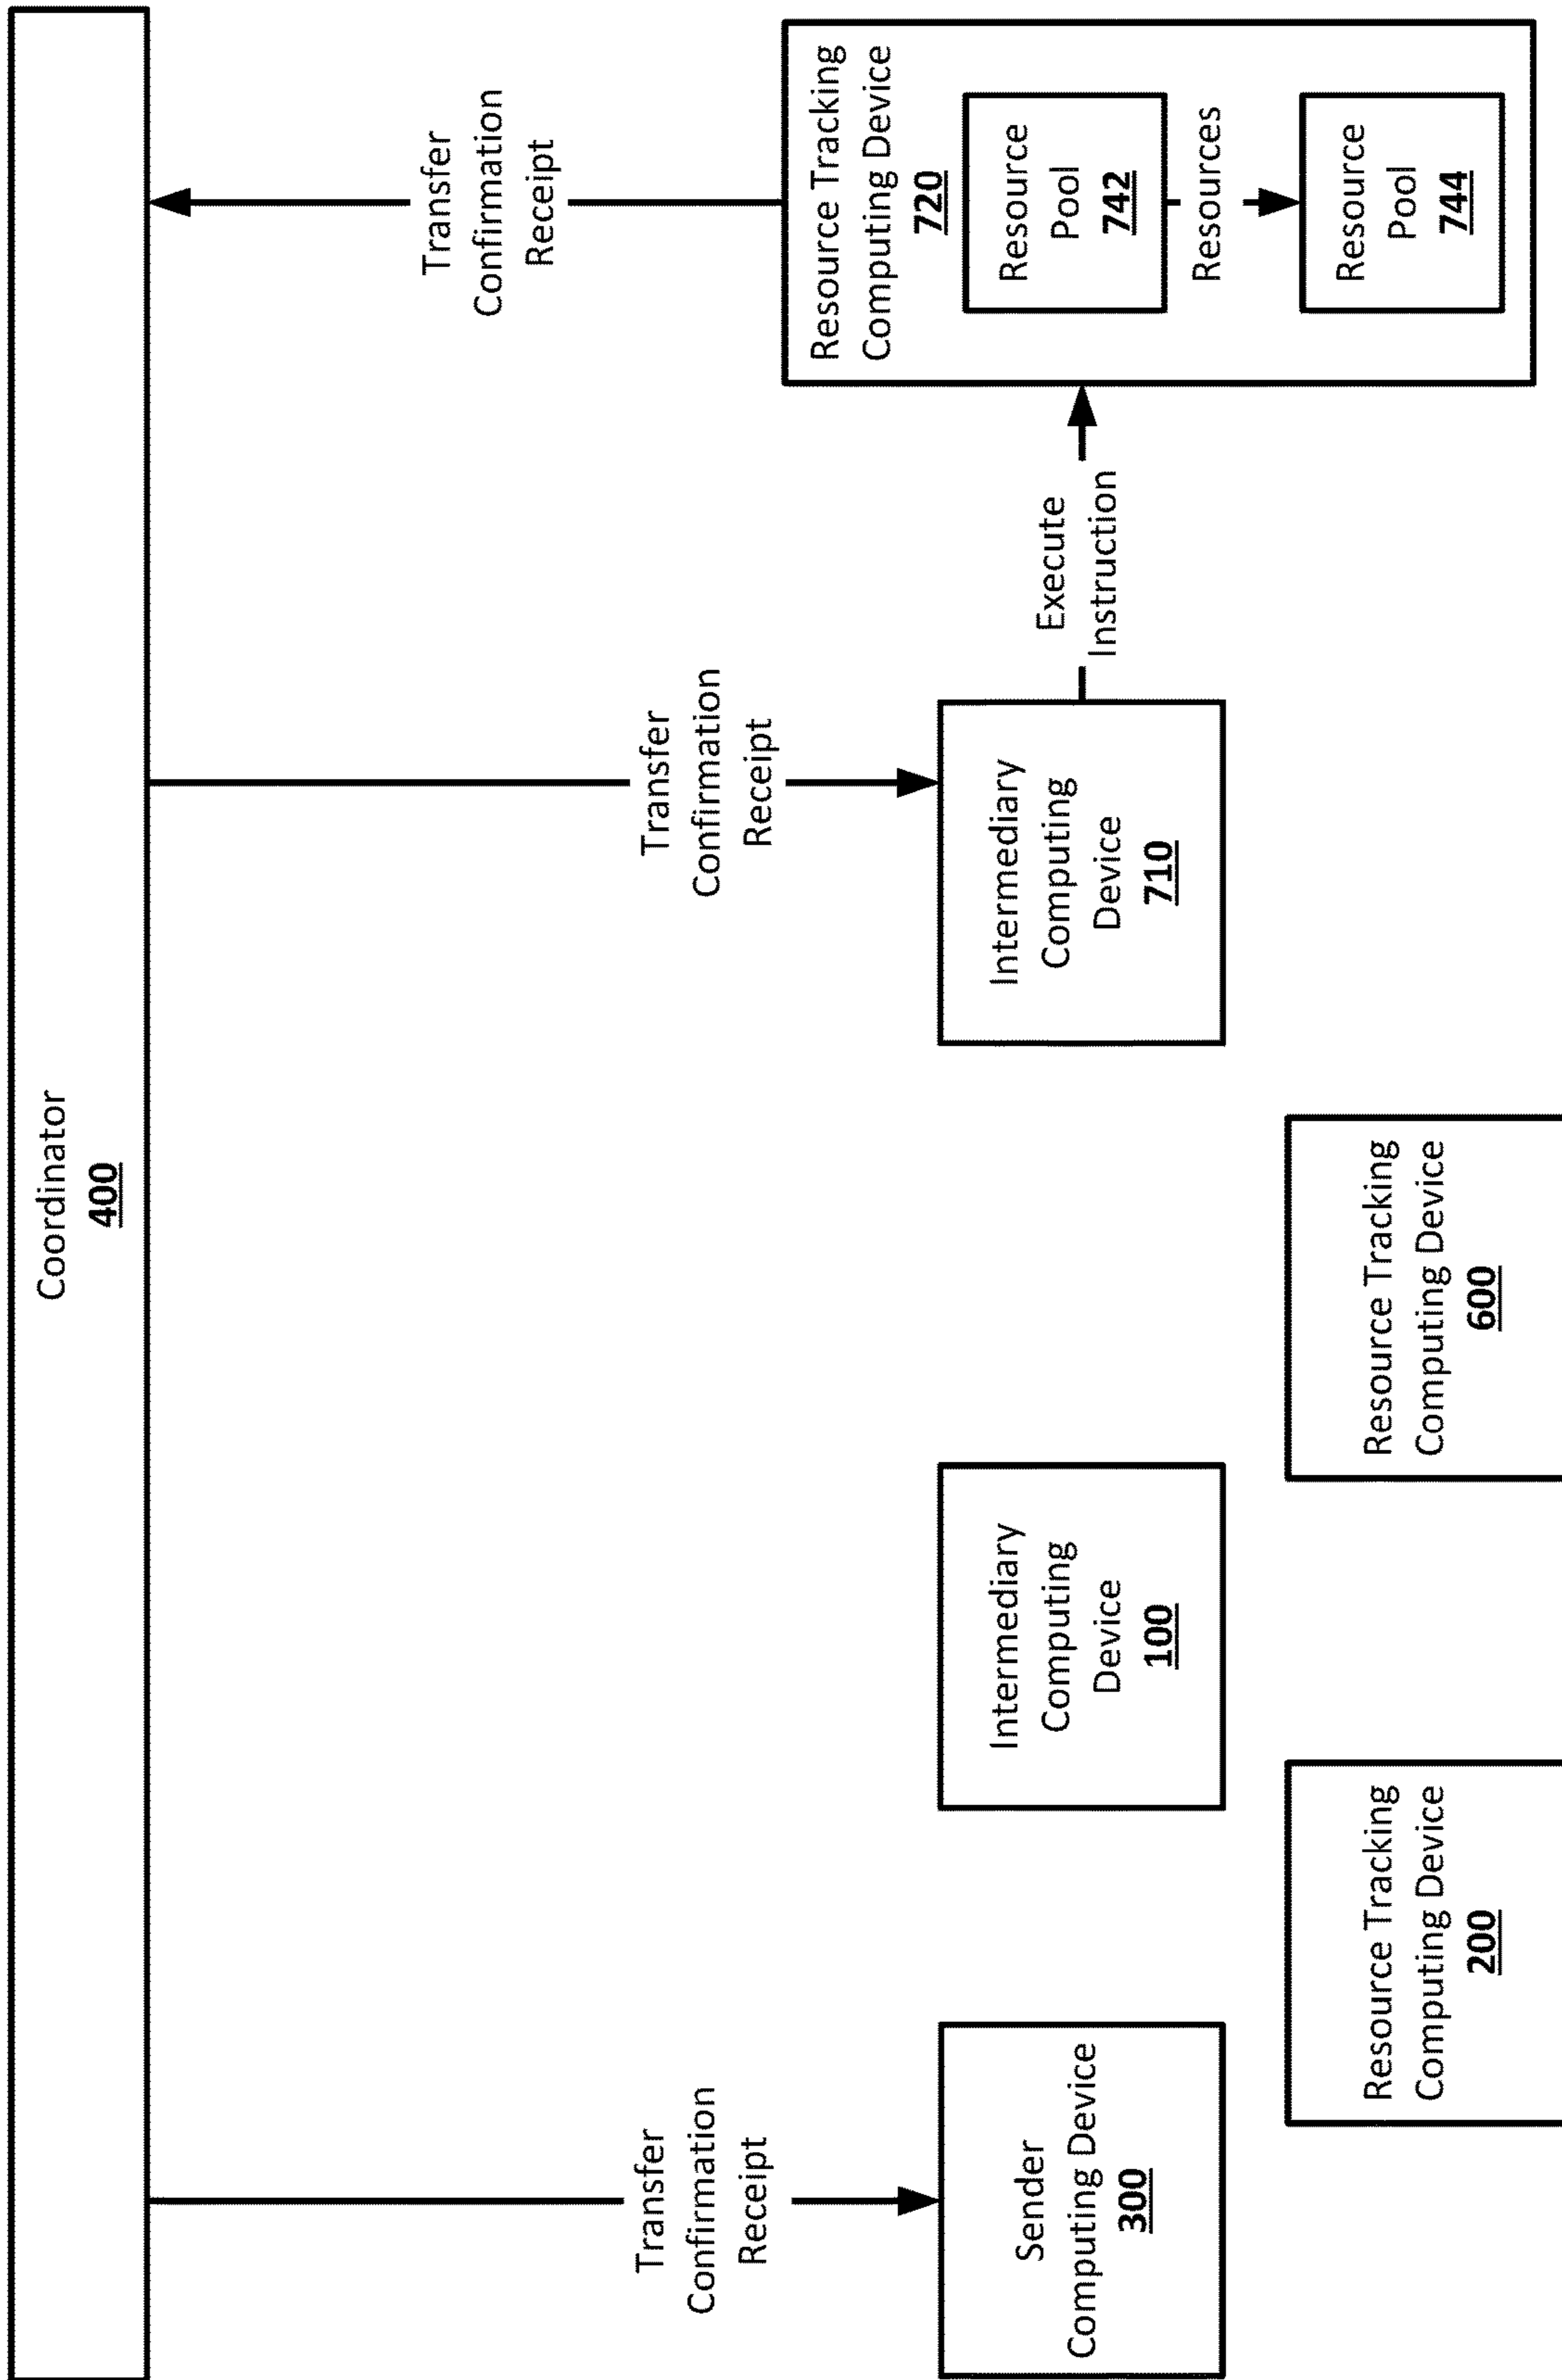 Coordinator
400
Transfer
Confirmation
Receipt
Transfer
Confirmation
Receipt
Transfer
Confirmation
Receipt
Sender
Computing Device
300
Intermediary
Computing
Device
100
Intermediary
Computing
Device
710
Execute
Instruction
Resource Tracking
Computing Device
720
Resource
Pool
742
Resources
Resource
Pool
744
Resource Tracking
Computing Device
200
Resource Tracking
Computing Device
600